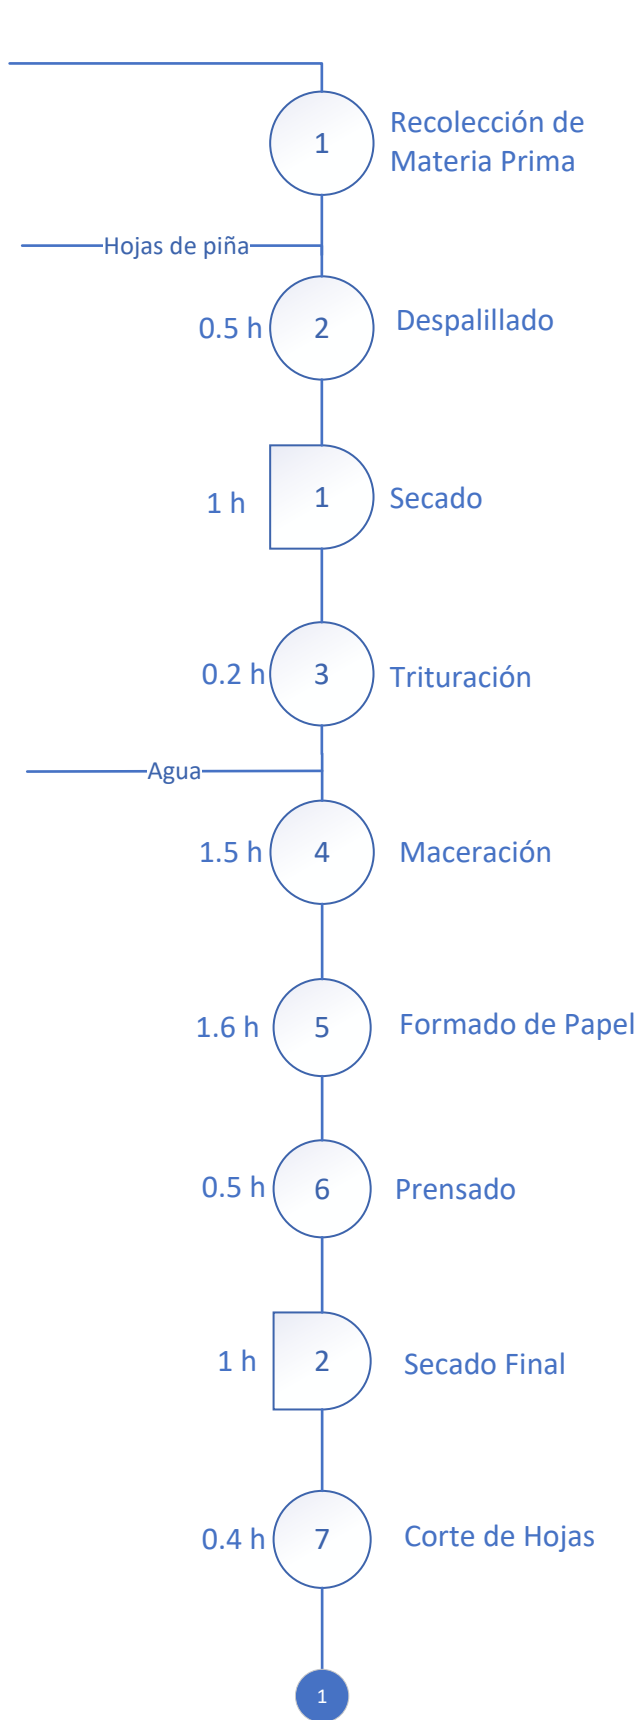 1
Recolección de
Materia Prima
Hojas de piña
0.5 h
2
Despalillado
1 h
1
Secado
0.2 h
3
Trituración
Agua
1.5 h
4
Maceración
1.6 h
5
Formado de Papel
0.5 h
6
Prensado
1 h
2
Secado Final
0.4 h
7
Corte de Hojas
1